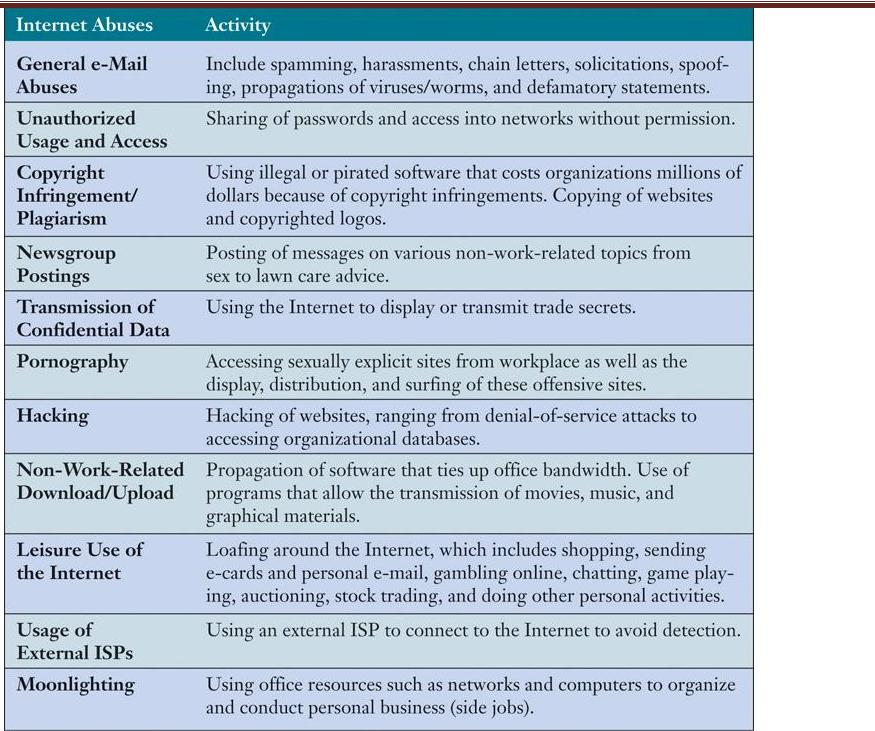 Internet Abuses Activity
General e-Mail Include spamming, harassments, chain letters, solicitations, spoof-
Abuses ing, propagations of viruses/worms, and defamatory statements.
Unauthorized Sharing of passwords and access into networks without permission.
Usage and Access
Copyright Using illegal or pirated software that costs organizations millions of
Infringement/ dollars because of copyright infringements. Copying of websites
Plagiarism and copyrighted logos.
Newsgroup Posting of messages on various non-work-related topics from
Postings sex to lawn care advice.
Transmission of Using the Internet to display or transmit trade secrets.
Confidential Data
Pornography Accessing sexually explicit sites from workplace as well as the
display, distribution, and surfing of these offensive sites.
Hacking Hacking of websites, ranging from denial-of-service attacks to
accessing organizational databases.
Non-Work-Related Propagation of software that ties up office bandwidth. Use of
Download/Upload programs that allow the transmission of movies, music, and
graphical materials.
Leisure Use of Loafing around the Internet, which includes shopping, sending
the Internet e-cards and personal e-mail, gambling online, chatting, game play-
ing, auctioning, stock trading, and doing other personal activities.
Usage of Using an external ISP to connect to the Internet to avoid detection.
External ISPs
Moonlighting Using office resources such as networks and computers to organize
and conduct personal business (side jobs).